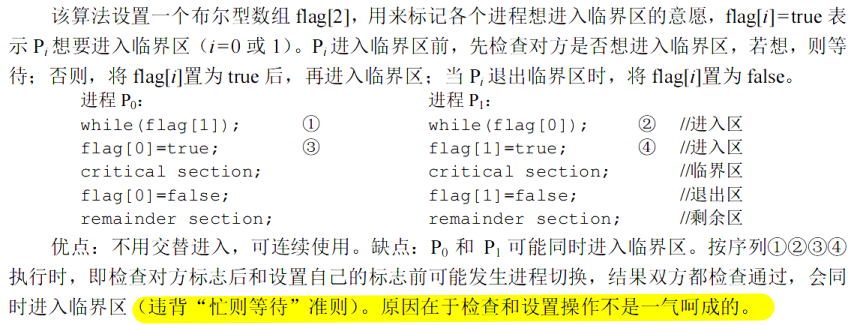 该算法设置一个布尔型数组 flag[2]，用来标记各个进程想进入临界区的意愿，flag[i]=true 表
示 Pi 想要进入临界区（i=0 或 1）。Pi 进入临界区前，先检查对方是否想进入临界区，若想，则等
待；否则，将 flag[i]置为 true 后，再进入临界区；当 Pi 退出临界区时，将 flag[i]置为 false。
进程 P0： 进程 P1：
while(flag[1]); ① while(flag[0]); ② //进入区
flag[0]=true; ③ flag[1]=true; ④ //进入区
critical section; critical section; //临界区
flag[0]=false; flag[1]=false; //退出区
remainder section; remainder section; //剩余区
优点：不用交替进入，可连续使用。缺点：P0 和 P1 可能同时进入临界区。按序列①②③④
执行时，即检查对方标志后和设置自己的标志前可能发生进程切换，结果双方都检查通过，会同
时进入临界区（违背“忙则等待”准则）。原因在于检查和设置操作不是一气呵成的。